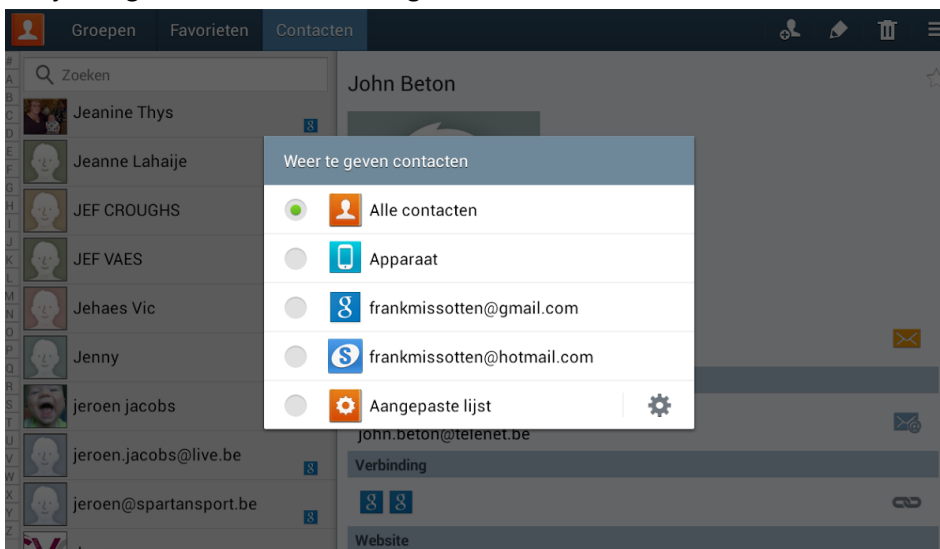 Groepen Favorieten Contacten
Zoeken
John Beton
Jeanine Thys
Jeanne Lahaije
JEF CROUGHS
JEF VAES
Jehaes Vic
Jenny
jeroen jacobs
jeroen.jacobs@live.be
jeroen@spartansport.be
Weer te geven contacten
Alle contacten
Apparaat
frankmissotten@gmail.com
frankmissotten@hotmail.com
Aangepaste lijst
john.beton@telenet.be
Verbinding
Website
#
A
B
C
D
E
F
G
H
I
J
K
L
M
N
O
P
Q
R
S
T
U
V
W
X
Y
Z